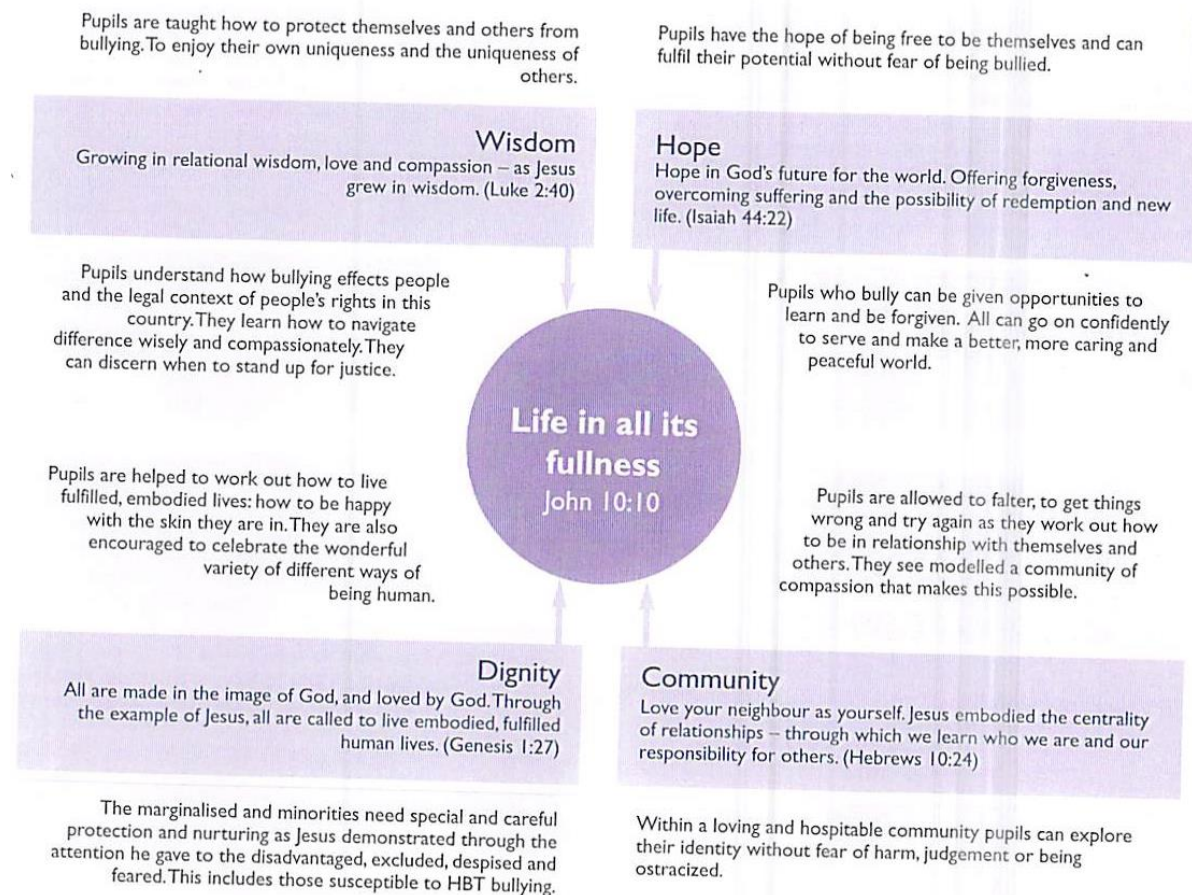 Pupils are taught how to protect themselves and others from
bullying. To enjoy their own uniqueness and the uniqueness of
others.
Wisdom
Growing in relational wisdom, love and compassion – as Jesus
grew in wisdom. (Luke 2:40)
Pupils understand how bullying effects people
and the legal context of people's rights in this
country. They learn how to navigate
difference wisely and compassionately. They
can discern when to stand up for justice.
Pupils have the hope of being free to be themselves and can
fulfil their potential without fear of being bullied.
Hope
Hope in God's future for the world. Offering forgiveness,
overcoming suffering and the possibility of redemption and new
life. (Isaiah 44:22)
Pupils who bully can be given opportunities to
learn and be forgiven. All can go on confidently
to serve and make a better, more caring and
peaceful world.
Life in all its
fullness
John 10:10
Pupils are helped to work out how to live
fulfilled, embodied lives: how to be happy
with the skin they are in. They are also
encouraged to celebrate the wonderful
variety of different ways of
being human.
Dignity
All are made in the image of God, and loved by God. Through
the example of Jesus, all are called to live embodied, fulfilled
human lives. (Genesis 1:27)
The marginalised and minorities need special and careful
protection and nurturing as Jesus demonstrated through the
attention he gave to the disadvantaged, excluded, despised and
feared. This includes those susceptible to HBT bullying.
Pupils are allowed to falter, to get things
wrong and try again as they work out how
to be in relationship with themselves and
others. They see modelled a community of
compassion that makes this possible.
Community
Love your neighbour as yourself. Jesus embodied the centrality
of relationships – through which we learn who we are and our
responsibility for others. (Hebrews 10:24)
Within a loving and hospitable community pupils can explore
their identity without fear of harm, judgement or being
ostracized.